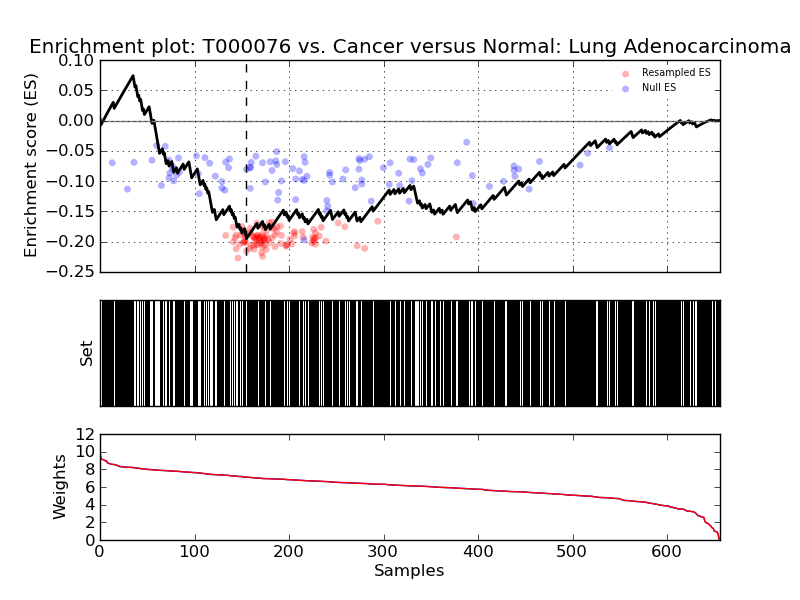 Enrichment plot: T000076 vs. Cancer versus Normal: Lung Adenocarcinoma
0.10
0.05
0.00
−0.05
−0.10
−0.15
−0.20
−0.25
Enrichment score (ES)
Resampled ES
Null ES
Set
12
10
8
6
4
2
0
Weights
0 100 200 300 400 500 600
Samples